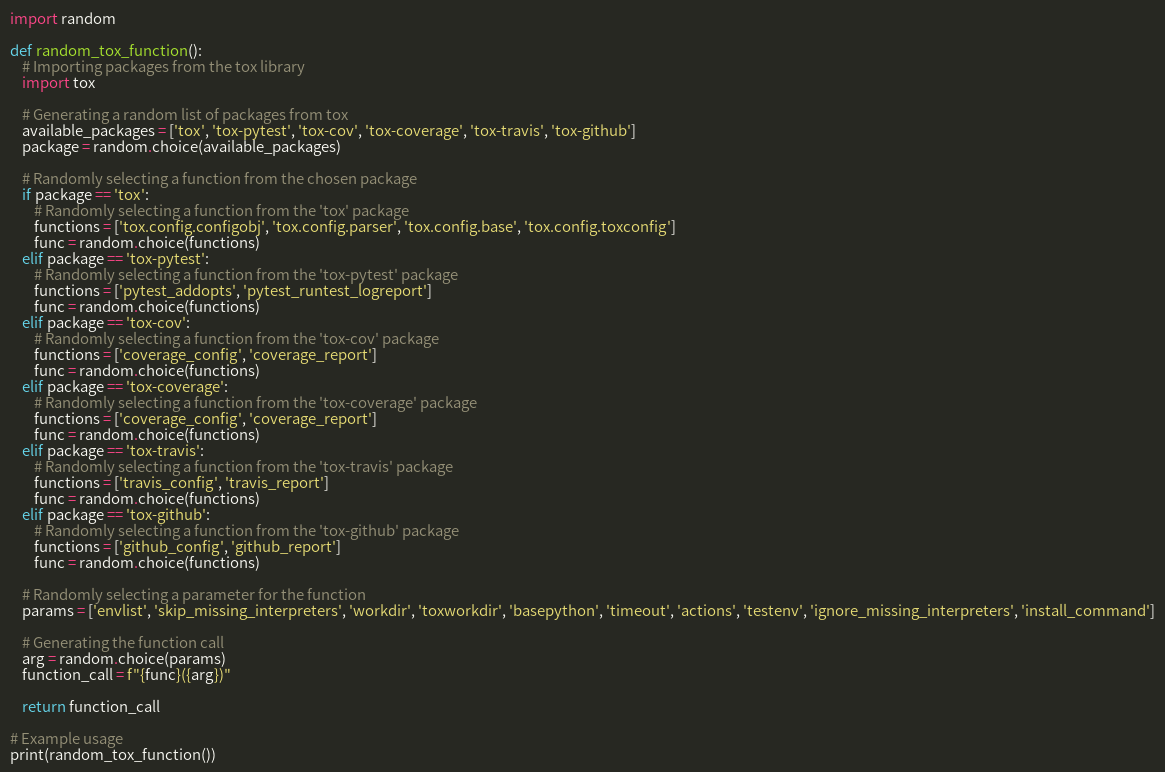 import random
def random_tox_function():
# Importing packages from the tox library
import tox
# Generating a random list of packages from tox
available_packages = ['tox', 'tox-pytest', 'tox-cov', 'tox-coverage', 'tox-travis', 'tox-github']
package = random.choice(available_packages)
# Randomly selecting a function from the chosen package
if package == 'tox':
# Randomly selecting a function from the 'tox' package
functions = ['tox.config.configobj', 'tox.config.parser', 'tox.config.base', 'tox.config.toxconfig']
func = random.choice(functions)
elif package == 'tox-pytest':
# Randomly selecting a function from the 'tox-pytest' package
functions = ['pytest_addopts', 'pytest_runtest_logreport']
func = random.choice(functions)
elif package == 'tox-cov':
# Randomly selecting a function from the 'tox-cov' package
functions = ['coverage_config', 'coverage_report']
func = random.choice(functions)
elif package == 'tox-coverage':
# Randomly selecting a function from the 'tox-coverage' package
functions = ['coverage_config', 'coverage_report']
func = random.choice(functions)
elif package == 'tox-travis':
# Randomly selecting a function from the 'tox-travis' package
functions = ['travis_config', 'travis_report']
func = random.choice(functions)
elif package == 'tox-github':
# Randomly selecting a function from the 'tox-github' package
functions = ['github_config', 'github_report']
func = random.choice(functions)
# Randomly selecting a parameter for the function
params = ['envlist', 'skip_missing_interpreters', 'workdir', 'toxworkdir', 'basepython', 'timeout', 'actions', 'testenv', 'ignore_missing_interpreters', 'install_command']
# Generating the function call
arg = random.choice(params)
function_call = f"{func}({arg})"
return function_call
# Example usage
print(random_tox_function())